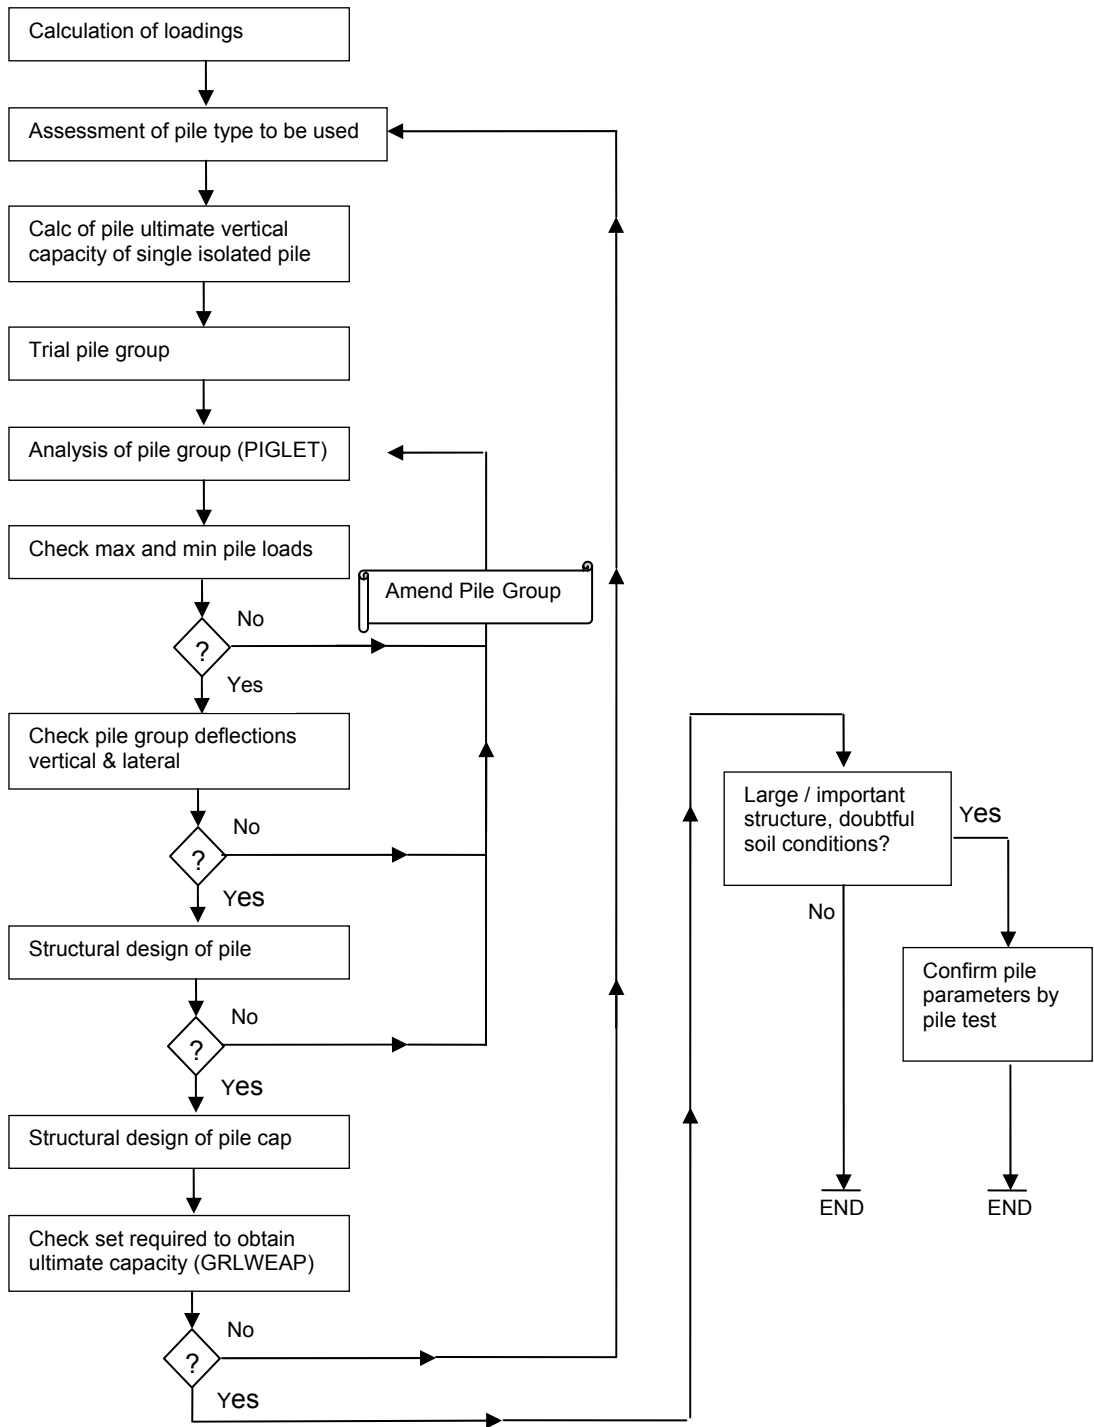 Calculation of loadings
Assessment of pile type to be used
Calc of pile ultimate vertical
capacity of single isolated pile
Trial pile group
Analysis of pile group (PIGLET)
Check max and min pile loads
Amend Pile Group
No
?
Yes
Check pile group deflections
vertical & lateral
No
?
Yes
Structural design of pile
No
?
Yes
Structural design of pile cap
Check set required to obtain
ultimate capacity (GRLWEAP)
No
?
Yes
Large / important
structure, doubtful
soil conditions?
Yes
No
Confirm pile
parameters by
pile test
END
END